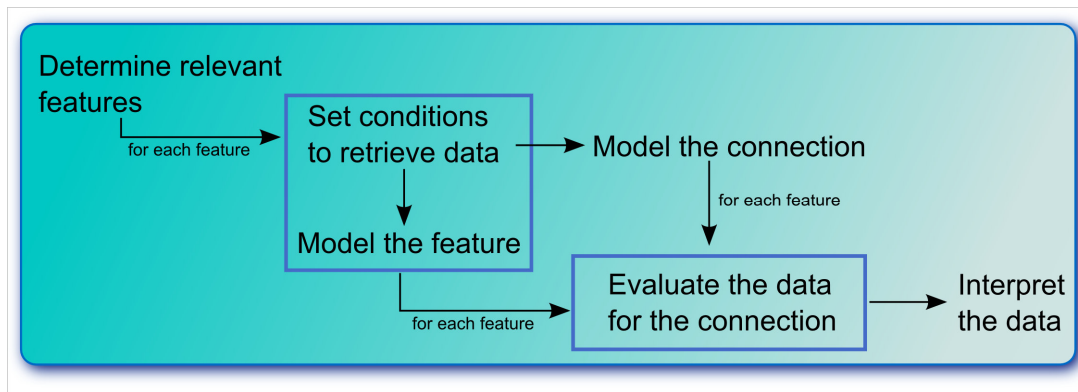 Determine relevant
features
for each feature
Set conditions
to retrieve data
Model the feature
Model the connection
for each feature
for each feature
Evaluate the data
for the connection
Interpret
the data